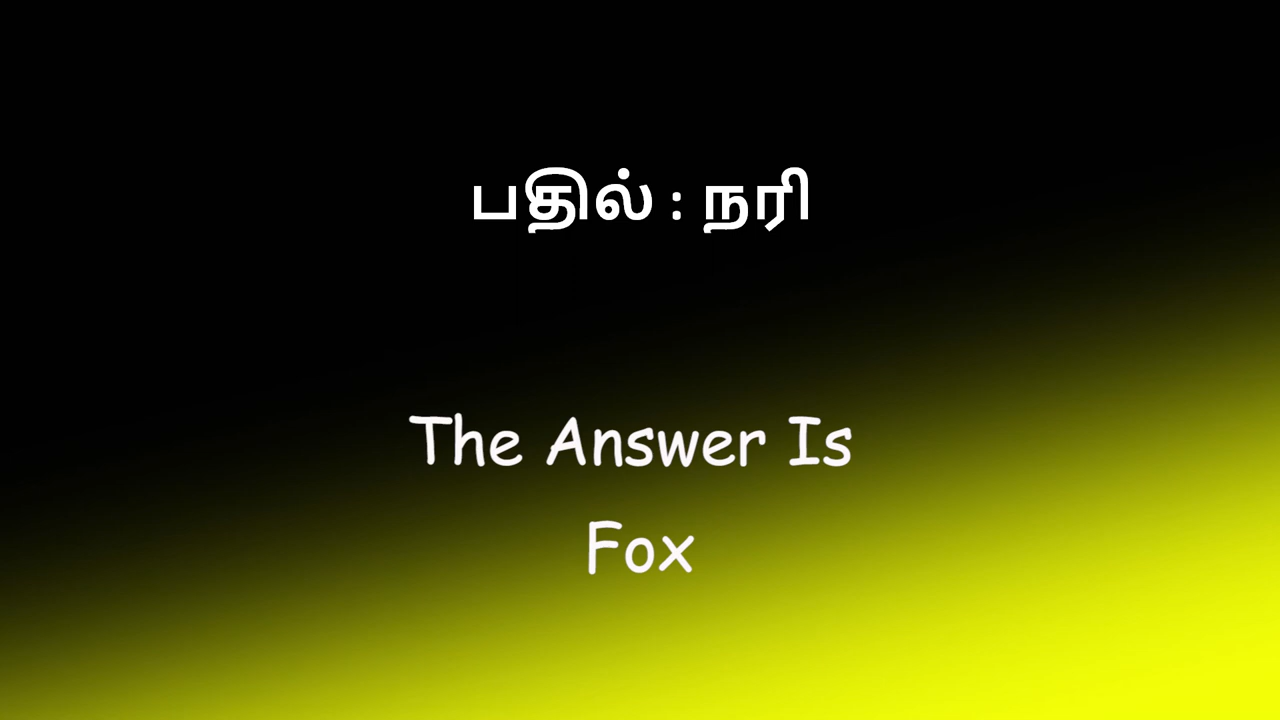 பதில் : நரி
The Answer Is
Fox